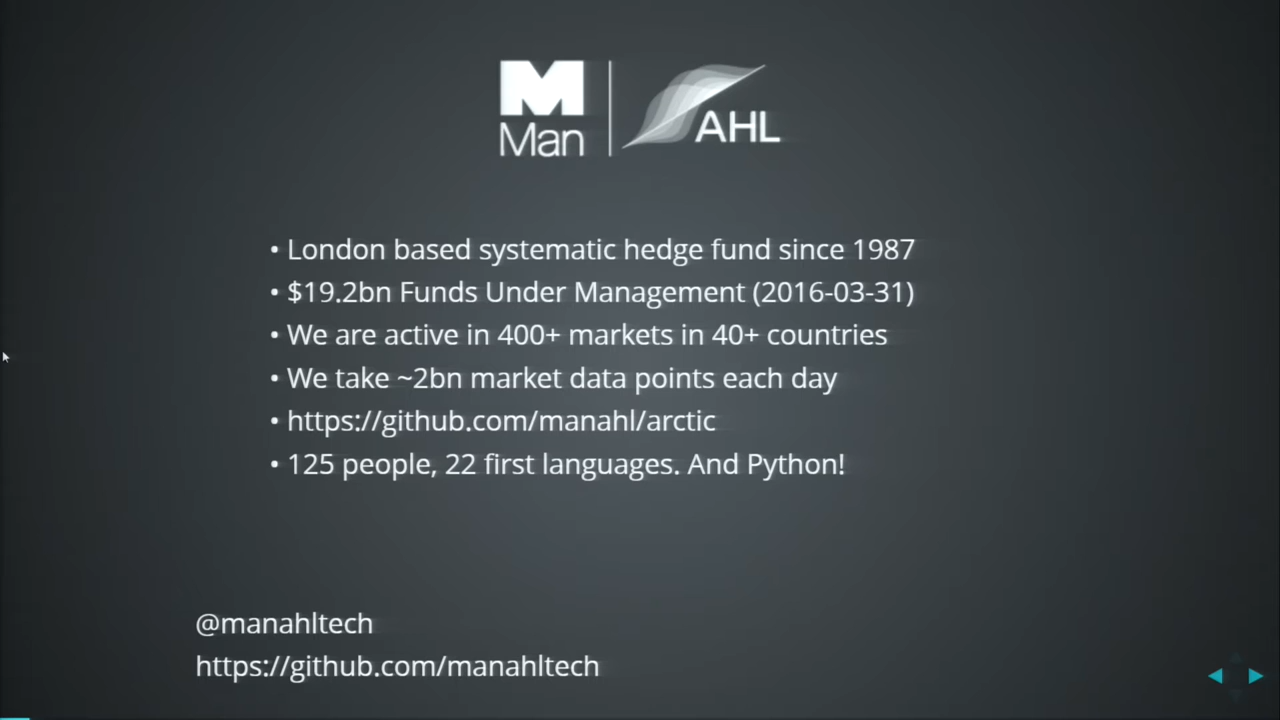 M
Man
AHL
• London based systematic hedge fund since 1987
• $19.2bn Funds Under Management (2016-03-31)
• We are active in 400+ markets in 40+ countries
• We take ~2bn market data points each day
• https://github.com/manahl/arctic
• 125 people, 22 first languages. And Python!
@manahltech
https://github.com/manahltech